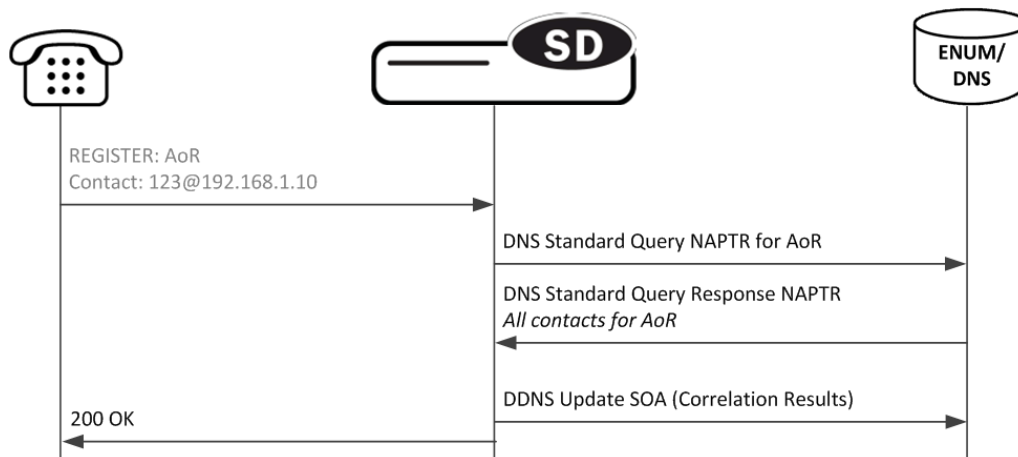 SD
ENUM/
DNS
REGISTER: AoR
Contact: 123@192.168.1.10
DNS Standard Query NAPTR for AoR
DNS Standard Query Response NAPTR
All contacts for AoR
DDNS Update SOA (Correlation Results)
200 OK